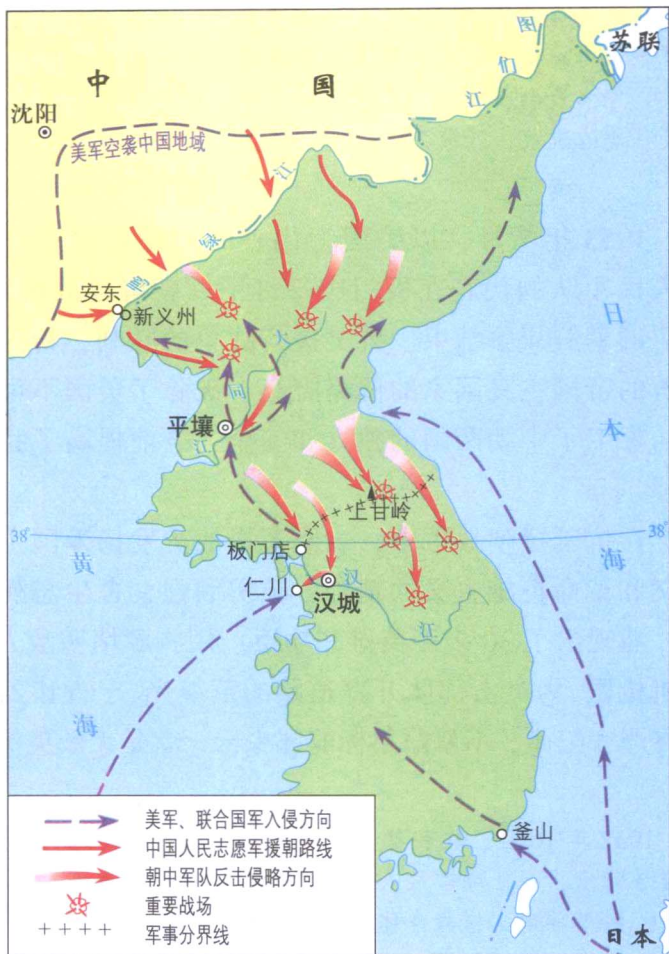 苏联
中国
图们江
沈阳
美军空袭中国地域
鸭绿江
安东
新义州
大同江
日本海
平壤
上甘岭
38°
38°
板门店
黄海
仁川
汉城
汉江
釜山
日本
美军、联合国军入侵方向
中国人民志愿军援朝路线
朝中军队反击侵略方向
重要战场
军事分界线